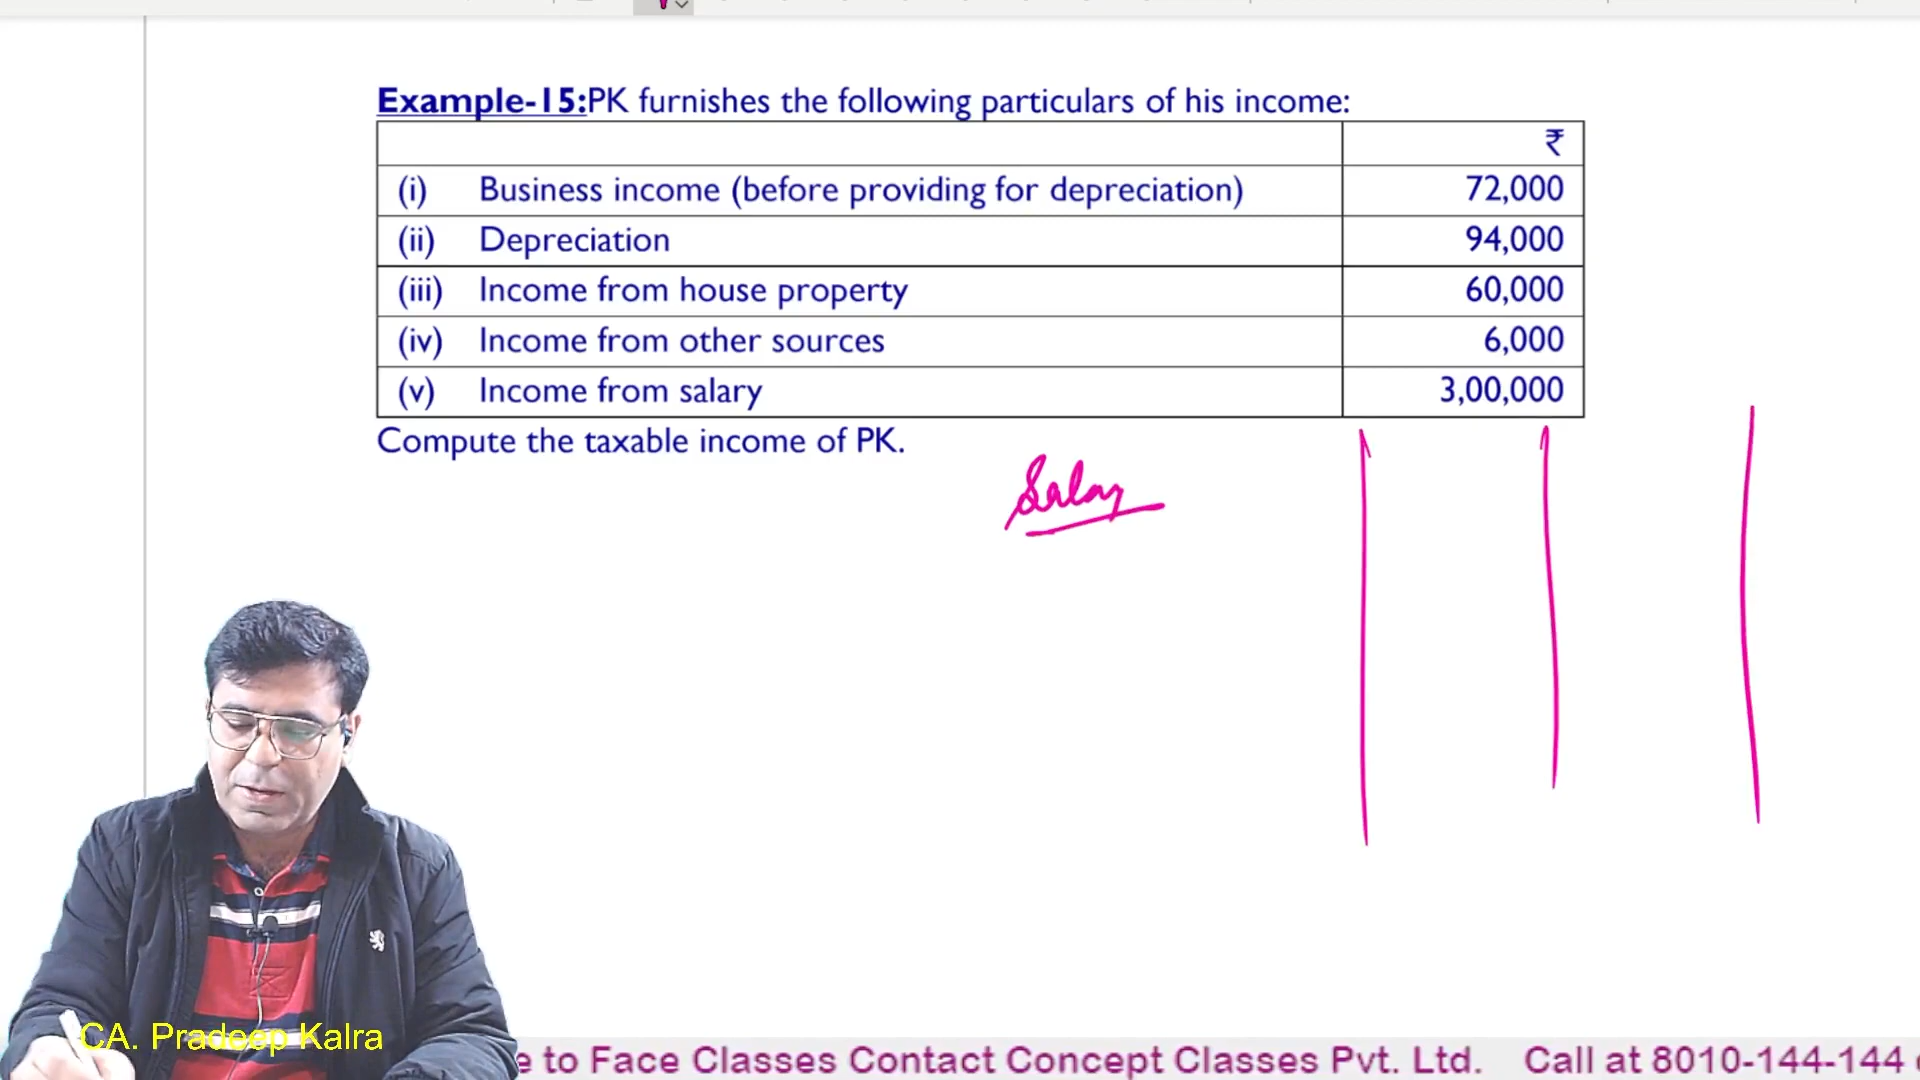 Example-15:PK furnishes the following particulars of his income:
₹
(i) Business income (before providing for depreciation) 72,000
(ii) Depreciation 94,000
(iii) Income from house property 60,000
(iv) Income from other sources 6,000
(v) Income from salary 3,00,000
Compute the taxable income of PK.
Salary
CA. Pradeep Kalra
e to Face Classes Contact Concept Classes Pvt. Ltd. Call at 8010-144-144